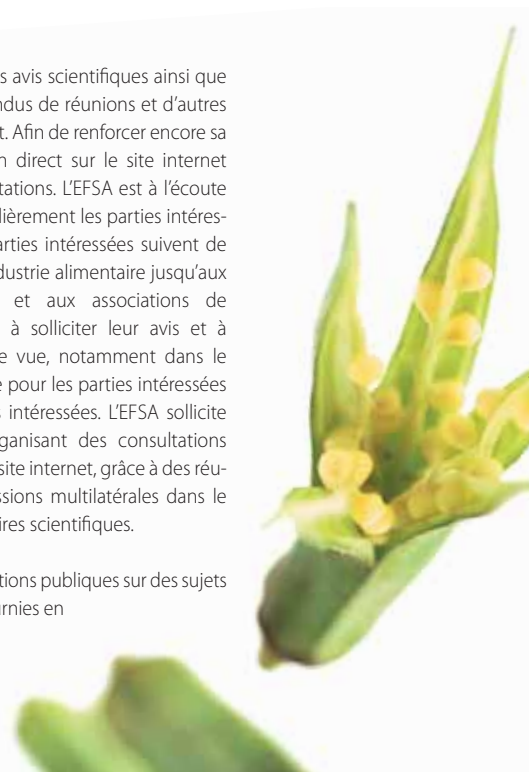 s avis scientifiques ainsi que
ndus de réunions et d’autres
t. Afin de renforcer encore sa
n direct sur le site internet
tations. L’EFSA est à l’écoute
lièrement les parties intéres-
arties intéressées suivent de
dustrie alimentaire jusqu’aux
et aux associations de
à solliciter leur avis et à
e vue, notamment dans le
e pour les parties intéressées
s intéressées. L’EFSA sollicite
ganisant des consultations
site internet, grâce à des réu-
ssions multilatérales dans le
ires scientifiques.
tions publiques sur des sujets
urnies en